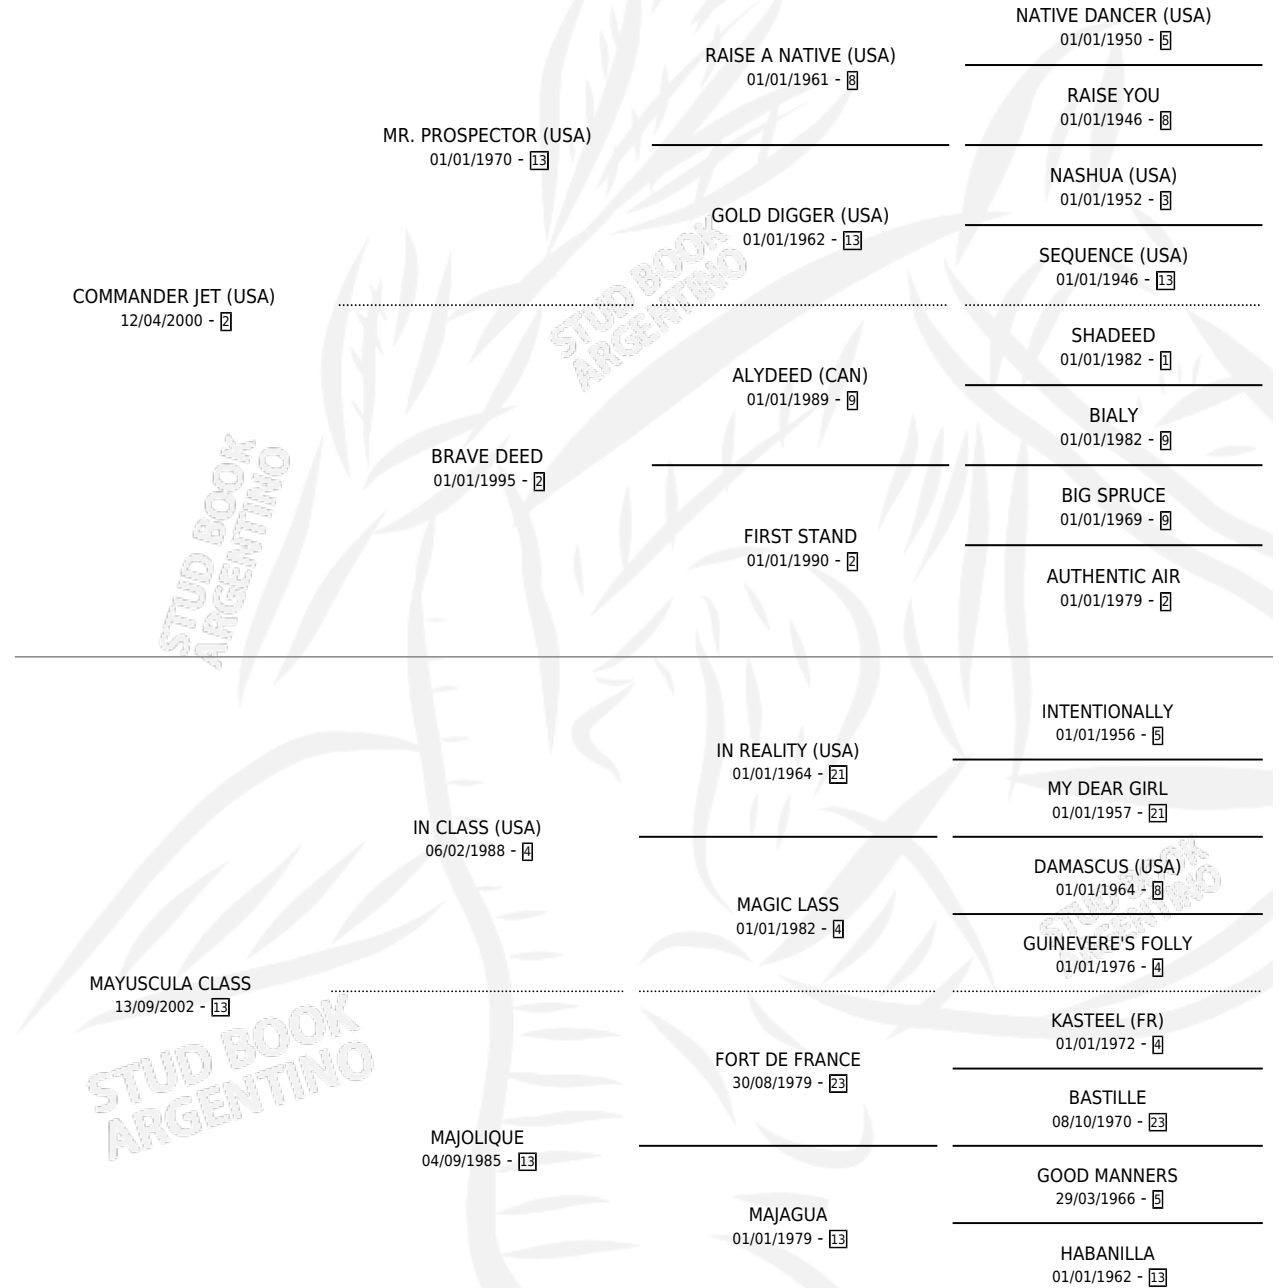 NATIVE DANCER (USA)
01/01/1950 - 5
RAISE A NATIVE (USA)
01/01/1961 - 8
RAISE YOU
01/01/1946 - 8
MR. PROSPECTOR (USA)
01/01/1970 - 13
NASHUA (USA)
01/01/1952 - 3
GOLD DIGGER (USA)
01/01/1962 - 13
SEQUENCE (USA)
01/01/1946 - 13
COMMANDER JET (USA)
12/04/2000 - 2
SHADEED
01/01/1982 - 1
ALYDEED (CAN)
01/01/1989 - 9
BIALY
01/01/1982 - 9
BRAVE DEED
01/01/1995 - 2
BIG SPRUCE
01/01/1969 - 9
FIRST STAND
01/01/1990 - 2
AUTHENTIC AIR
01/01/1979 - 2
INTENTIONALLY
01/01/1956 - 5
IN REALITY (USA)
01/01/1964 - 21
MY DEAR GIRL
01/01/1957 - 21
IN CLASS (USA)
06/02/1988 - 4
DAMASCUS (USA)
01/01/1964 - 8
MAGIC LASS
01/01/1982 - 4
GUINEVERE'S FOLLY
01/01/1976 - 4
MAYUSCULA CLASS
13/09/2002 - 13
KASTEEL (FR)
01/01/1972 - 4
FORT DE FRANCE
30/08/1979 - 23
BASTILLE
08/10/1970 - 23
MAJOLIQUE
04/09/1985 - 13
GOOD MANNERS
29/03/1966 - 5
MAJAGUA
01/01/1979 - 13
HABANILLA
01/01/1962 - 13
STUD BOOK
ARGENTINO
STUD BOOK
ARGENTINO
STUD BOOK
ARGENTINO
STUD BOOK
ARGENTINO